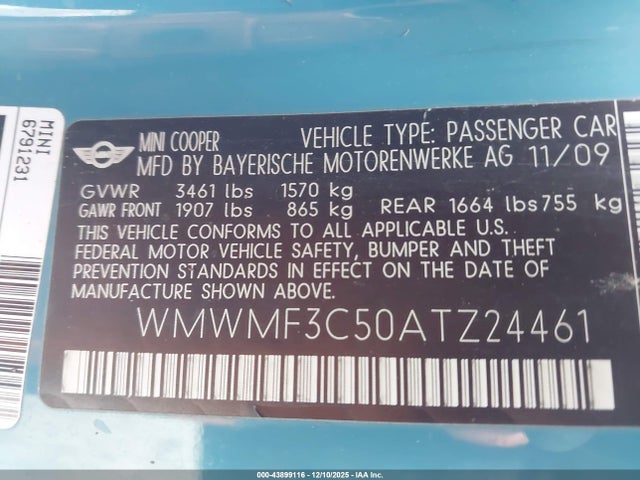 MINI
6791231
MINI COOPER VEHICLE TYPE: PASSENGER CAR
MFD BY BAYERISCHE MOTORENWERKE AG 11/09
GVWR 3461 lbs 1570 kg
GAWR FRONT 1907 lbs 865 kg REAR 1664 lbs 755 kg
THIS VEHICLE CONFORMS TO ALL APPLICABLE U.S.
FEDERAL MOTOR VEHICLE SAFETY, BUMPER AND THEFT
PREVENTION STANDARDS IN EFFECT ON THE DATE OF
MANUFACTURE SHOWN ABOVE.
WMWMF3C50ATZ24461
000-43899116 - 12/10/2025 - IAA Inc.